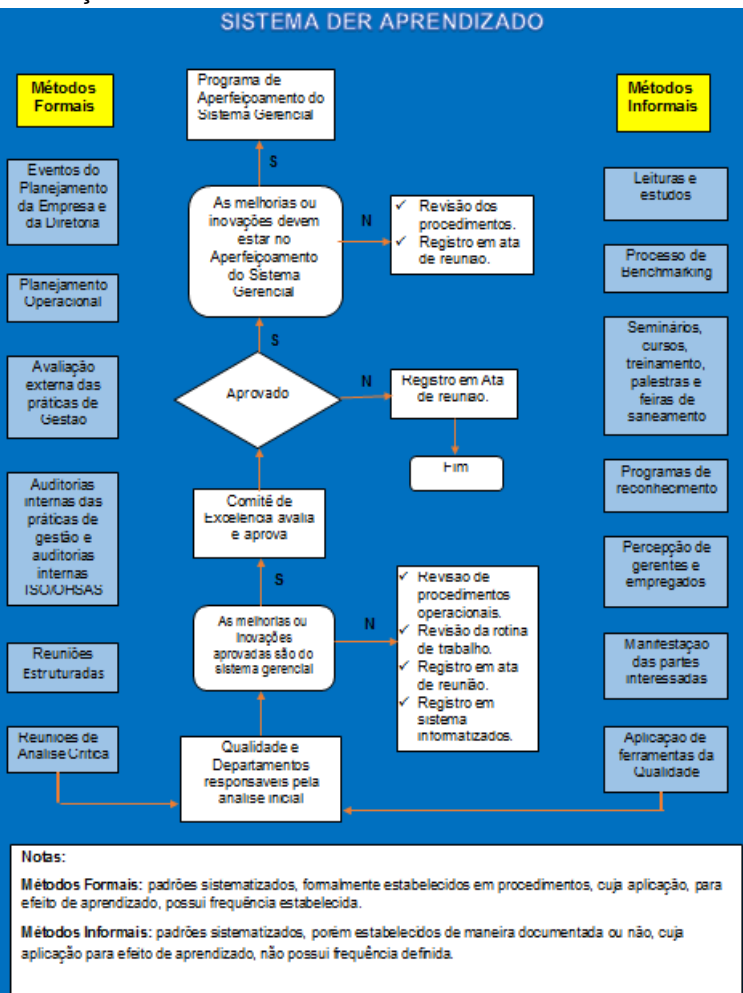 SISTEMA DER APRENDIZADO
Métodos
Formais
Eventos do
Planejamento
da Empresa e
da Diretoria
Planejamento
Operacional
Avaliação
externa das
práticas de
Gestão
Auditorias
internas das
práticas de
gestão e
auditorias
internas
ISO/OHSAS
Reuniões
Estruturadas
Reuniões de
Análise Crítica
Programa de
Aperfeiçoamento do
Sistema Gerencial
S
As melhorias ou
inovações devem
estar no
Aperfeiçoamento
do Sistema
Gerencial
N
✓ Revisão dos
procedimentos.
✓ Registro em ata
de reunião.
S
Aprovado
N
Registro em Ata
de reunião.
Fim
Comitê de
Excelência avalia
e aprova
S
As melhorias ou
Inovações
aprovadas são do
sistema gerencial
N
✓ Revisão de
procedimentos
operacionais.
✓ Revisão da rotina
de trabalho.
✓ Registro em ata
de reunião.
✓ Registro em
sistema
informatizados.
Qualidade e
Departamentos
responsáveis pela
análise inicial
Métodos
Informais
Leituras e
estudos
Processo de
Benchmarking
Seminários,
cursos,
treinamento,
palestras e
feiras de
saneamento
Programas de
reconhecimento
Percepção de
gerentes e
empregados
Manifestação
das partes
interessadas
Aplicação de
ferramentas da
Qualidade
Notas:
Métodos Formais: padrões sistematizados, formalmente estabelecidos em procedimentos, cuja aplicação, para
efeito de aprendizado, possui frequência estabelecida.
Métodos Informais: padrões sistematizados, porém estabelecidos de maneira documentada ou não, cuja
aplicação para efeito de aprendizado, não possui frequência definida.